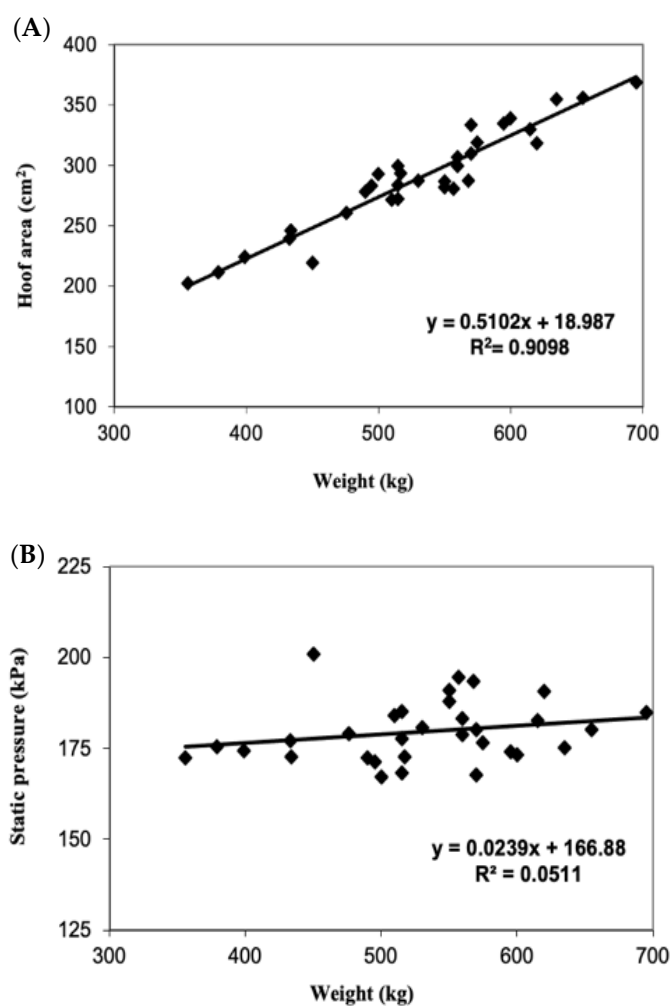 (A)
400
350
300
250
200
150
100
Hoof area (cm²)
y = 0.5102x + 18.987
R²= 0.9098
300 400 500 600 700
Weight (kg)
(B)
225
200
175
150
125
Static pressure (kPa)
y = 0.0239x + 166.88
R² = 0.0511
300 400 500 600 700
Weight (kg)